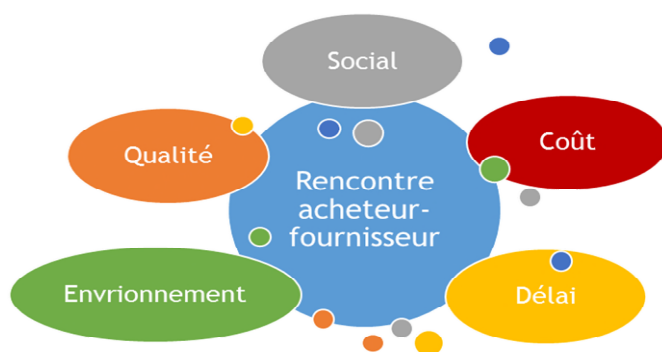 Social
Qualité
Coût
Rencontre
acheteur-
fournisseur
Envrionnement
Délai